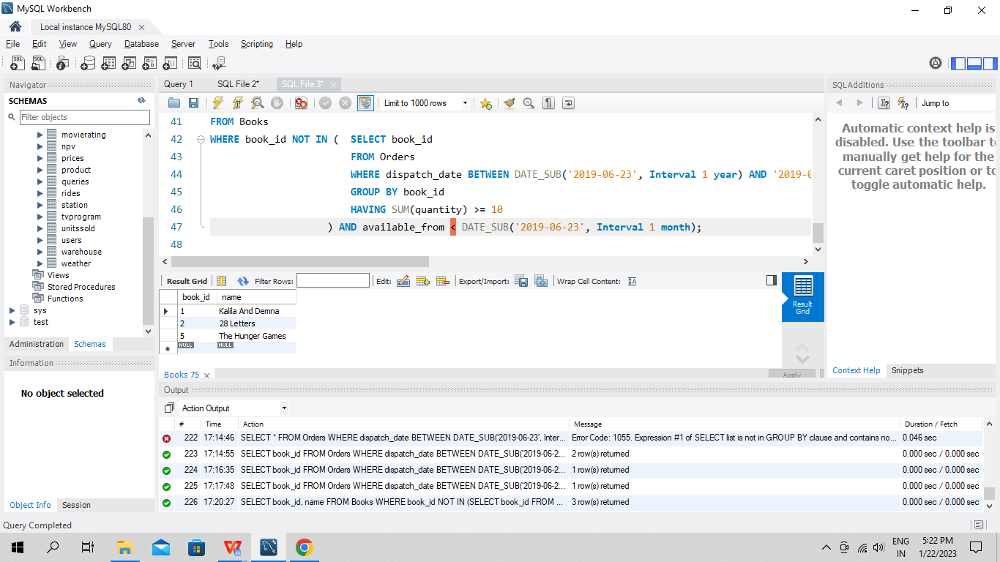 MySQL Workbench
Local instance MySQL80
File Edit View Query Database Server Tools Scripting Help
Navigator
SCHEMAS
Filter objects
movierating
npv
prices
product
queries
rides
station
tvprogram
unitssold
users
warehouse
weather
Views
Stored Procedures
Functions
sys
test
Administration Schemas
Information
No object selected
Object Info Session
Query Completed
Query 1 SQL File 2* SQL File 3*
Limit to 1000 rows
41 FROM Books
42 WHERE book_id NOT IN ( SELECT book_id
43 FROM Orders
44 WHERE dispatch_date BETWEEN DATE_SUB('2019-06-23', Interval 1 year) AND '2019-0
45 GROUP BY book_id
46 HAVING SUM(quantity) >= 10
47 ) AND available_from < DATE_SUB('2019-06-23', Interval 1 month);
48
Result Grid Filter Rows: Edit: Export/Import: Wrap Cell Content:
book_id name
1 Kalila And Demna
2 28 Letters
5 The Hunger Games
NULL NULL
Result
Grid
Books 75
Apply
Output
Action Output
# Time Action Message Duration / Fetch
222 17:14:46 SELECT * FROM Orders WHERE dispatch_date BETWEEN DATE_SUB('2019-06-23', Inter... Error Code: 1055. Expression #1 of SELECT list is not in GROUP BY clause and contains no... 0.046 sec
223 17:14:55 SELECT book_id FROM Orders WHERE dispatch_date BETWEEN DATE_SUB('2019-06-2... 2 row(s) returned 0.000 sec / 0.000 sec
224 17:16:35 SELECT book_id FROM Orders WHERE dispatch_date BETWEEN DATE_SUB('2019-06-2... 1 row(s) returned 0.000 sec / 0.000 sec
225 17:17:48 SELECT book_id FROM Orders WHERE dispatch_date BETWEEN DATE_SUB('2019-06-2... 1 row(s) returned 0.000 sec / 0.000 sec
226 17:20:27 SELECT book_id, name FROM Books WHERE book_id NOT IN (SELECT book_id FROM ... 3 row(s) returned 0.000 sec / 0.000 sec
SQLAdditions
Jump to
Automatic context help is
disabled. Use the toolbar to
manually get help for the
current caret position or to
toggle automatic help.
Context Help Snippets
ENG
IN
5:22 PM
1/22/2023